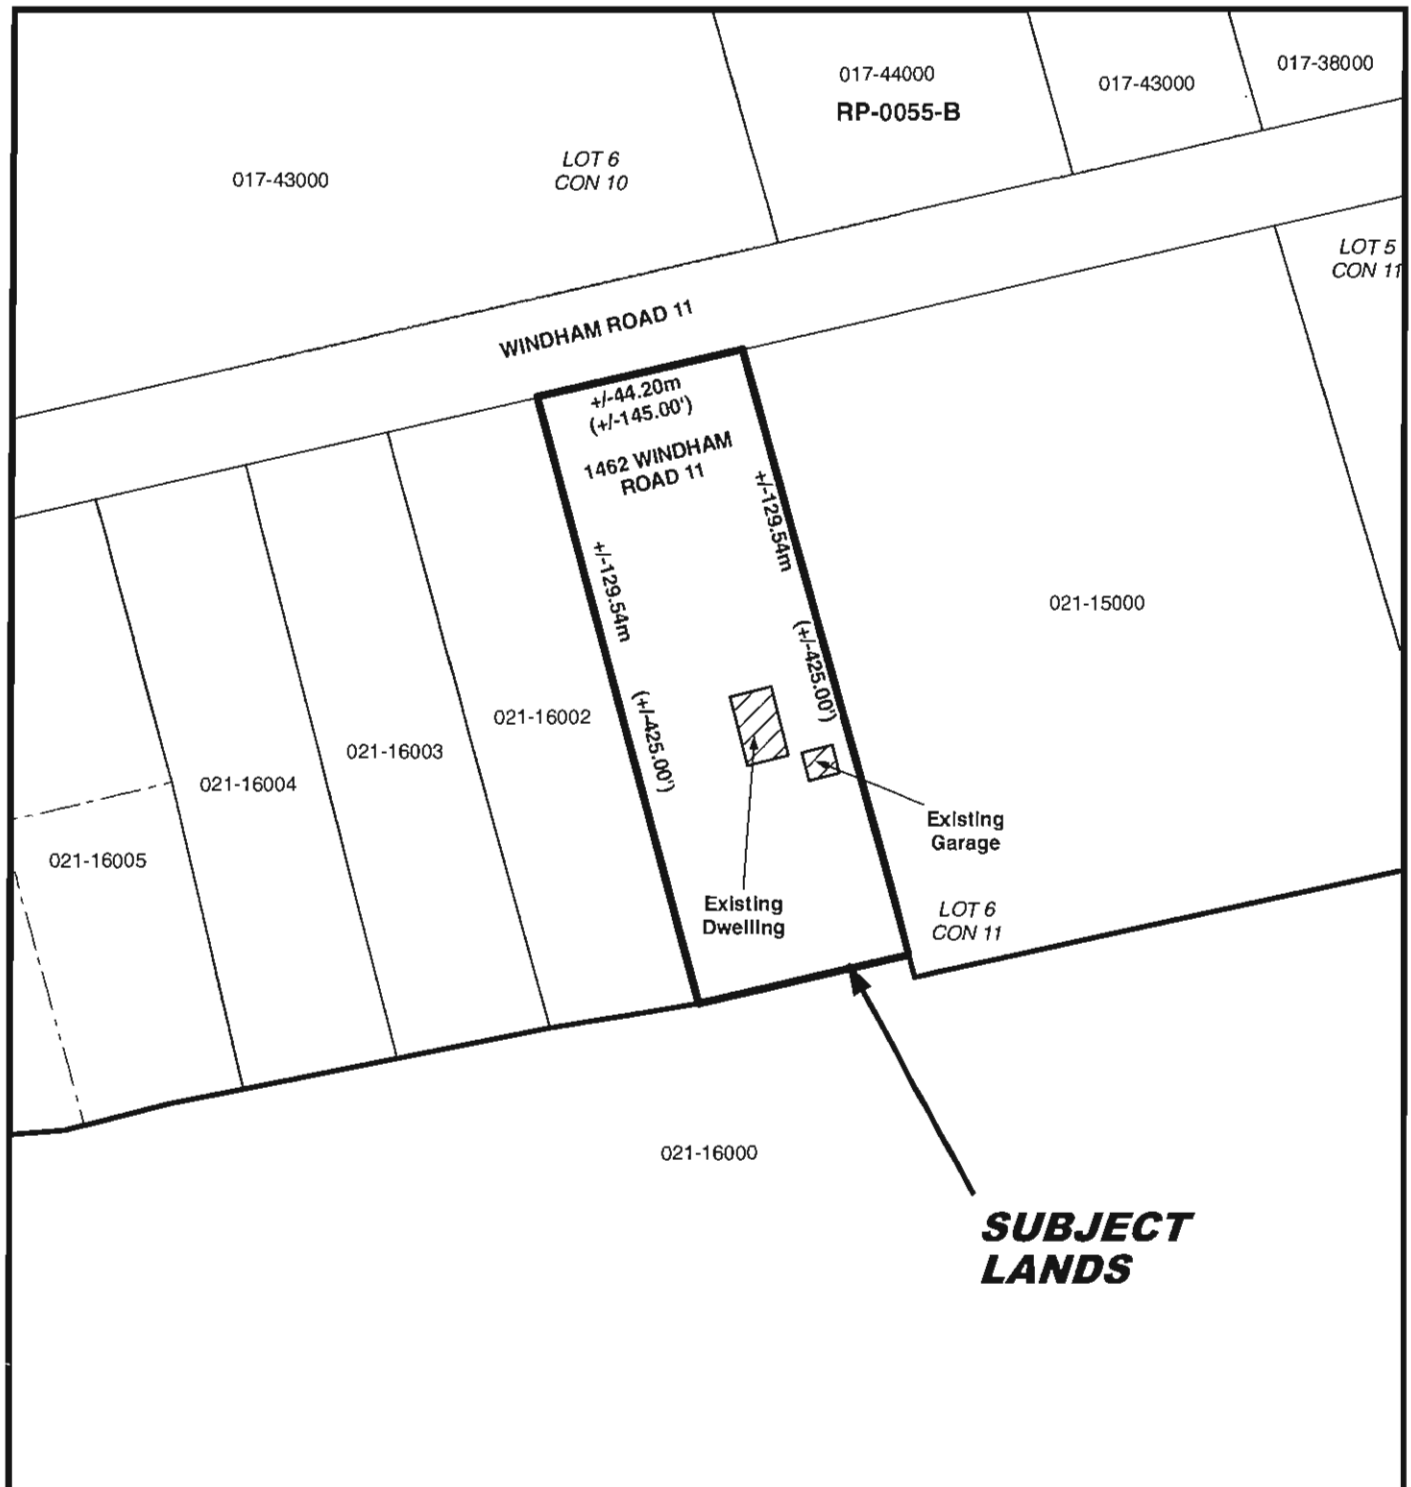 017-44000
RP-0055-B
017-43000
017-38000
017-43000
LOT 6
CON 10
LOT 5
CON 11
WINDHAM ROAD 11
+/-44.20m
(+/-145.00')
1462 WINDHAM
ROAD 11
+/-129.54m
(+/-425.00')
+/-129.54m
(+/-425.00')
021-15000
021-16002
021-16003
021-16004
021-16005
Existing
Garage
Existing
Dwelling
LOT 6
CON 11
021-16000
SUBJECT
LANDS